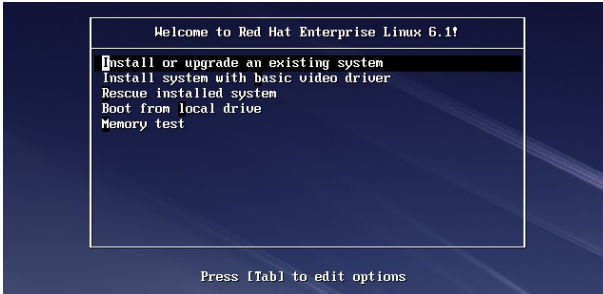 Welcome to Red Hat Enterprise Linux 6.1!
Install or upgrade an existing system
Install system with basic video driver
Rescue installed system
Boot from local drive
Memory test
Press [Tab] to edit options